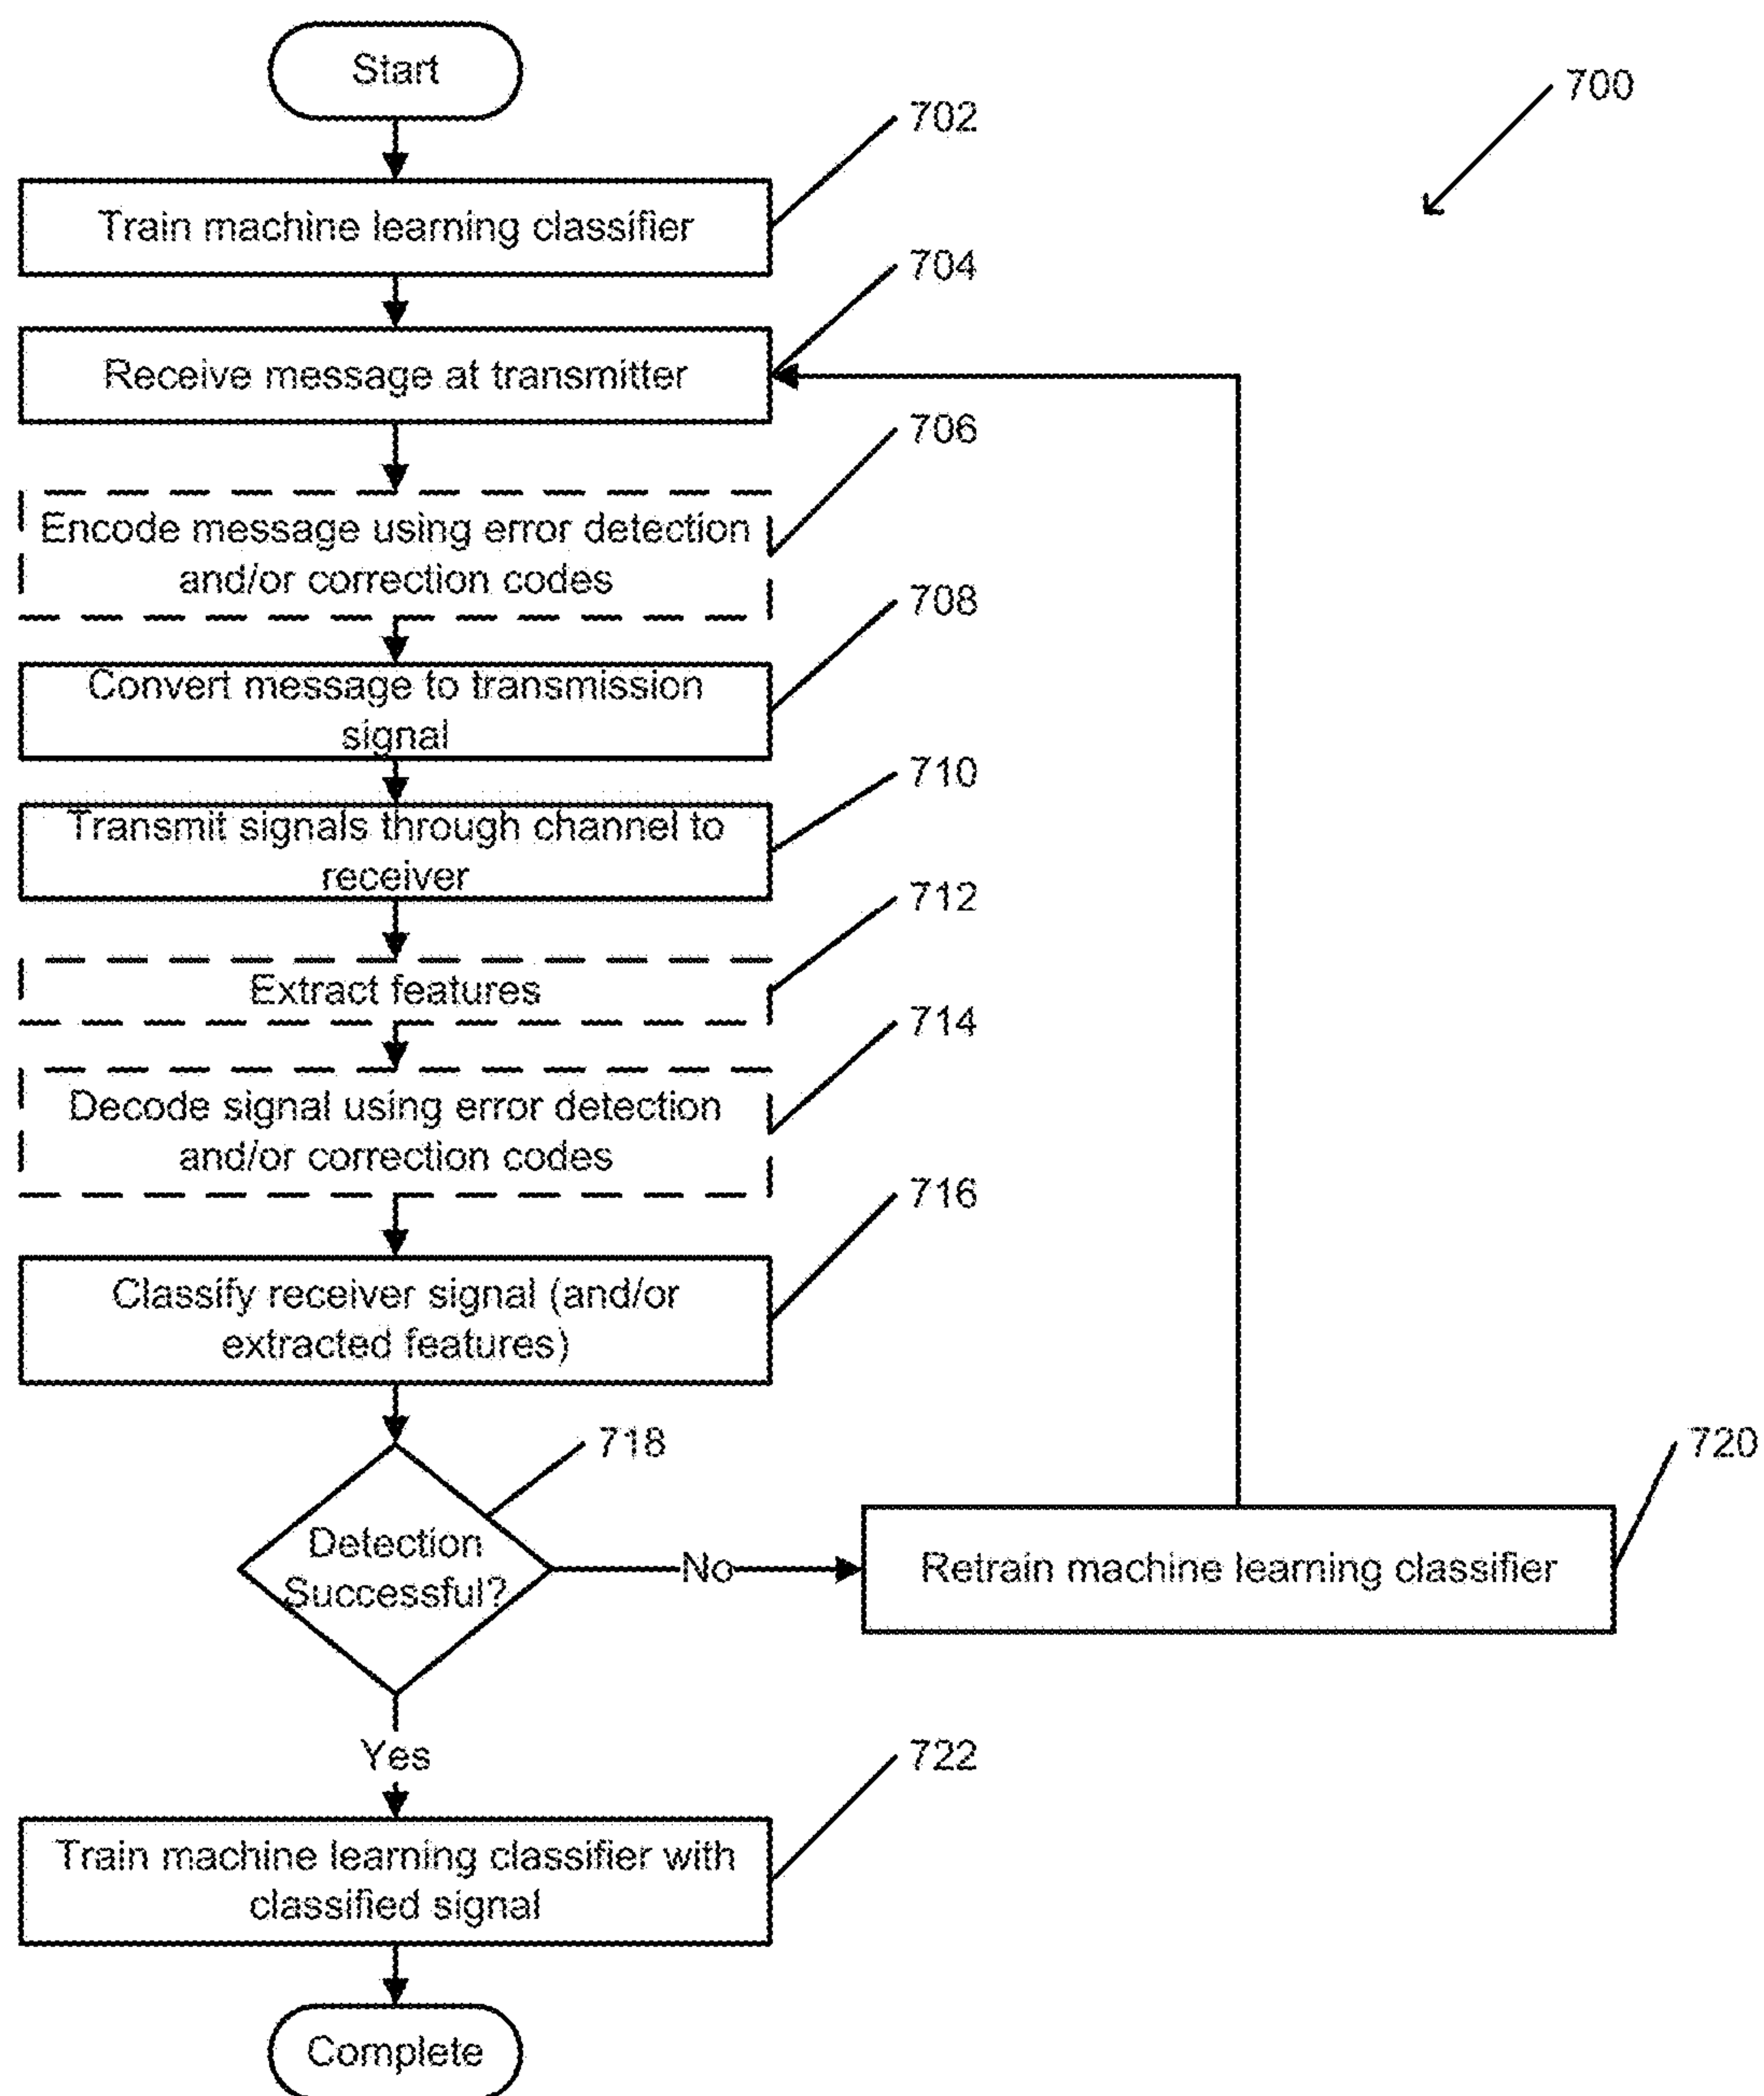 Start
700
702
Train machine learning classifier
704
Receive message at transmitter
706
Encode message using error detection
and/or correction codes
708
Convert message to transmission
signal
710
Transmit signals through channel to
receiver
712
Extract features
714
Decode signal using error detection
and/or correction codes
716
Classify receiver signal (and/or
extracted features)
718
720
Detection
Successful?
No
Retrain machine learning classifier
Yes
722
Train machine learning classifier with
classified signal
Complete